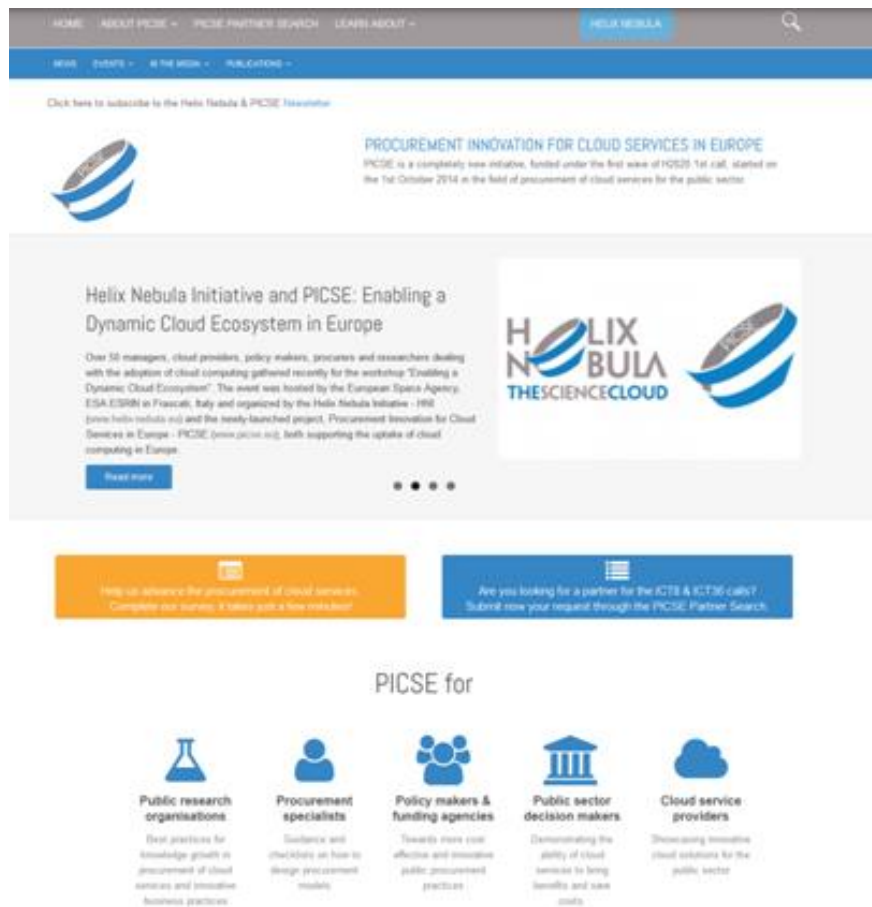 HOME ABOUT PICSE PICSE PARTNER SEARCH LEARN ABOUT HELIX NEBULA
NEWS EVENTS IN THE MEDIA PUBLICATIONS
Click here to subscribe to the Helix Nebula & PICSE Newsletter
PICSE
PROCUREMENT INNOVATION FOR CLOUD SERVICES IN EUROPE
PICSE is a completely new initiative, funded under the first wave of H2020 1st call, started on
the 1st October 2014 in the field of procurement of cloud services for the public sector
Helix Nebula Initiative and PICSE: Enabling a
Dynamic Cloud Ecosystem in Europe
Over 50 managers, cloud providers, policy makers, procurers and researchers dealing
with the adoption of cloud computing gathered recently for the workshop "Enabling a
Dynamic Cloud Ecosystem". The event was hosted by the European Space Agency,
ESA ESRIN in Frascati, Italy and organized by the Helix Nebula Initiative - HNI
(www.helix-nebula.eu) and the newly-launched project, Procurement Innovation for Cloud
Services in Europe - PICSE (www.picse.eu), both supporting the uptake of cloud
computing in Europe.
Read more
HELIX
NEBULA
THESCIENCECLOUD
PICSE
Help us advance the procurement of cloud services.
Complete our survey, it takes just a few minutes!
Are you looking for a partner for the ICT8 & ICT36 calls?
Submit now your request through the PICSE Partner Search
PICSE for
Public research
organisations
Best practices for
knowledge growth in
procurement of cloud
services and innovative
business practices
Procurement
specialists
Guidance and
checklists on how to
design procurement
models
Policy makers &
funding agencies
Towards more cost
effective and innovative
public procurement
practices
Public sector
decision makers
Demonstrating the
ability of cloud
services to bring
benefits and save
costs
Cloud service
providers
Showcasing innovative
cloud solutions for the
public sector